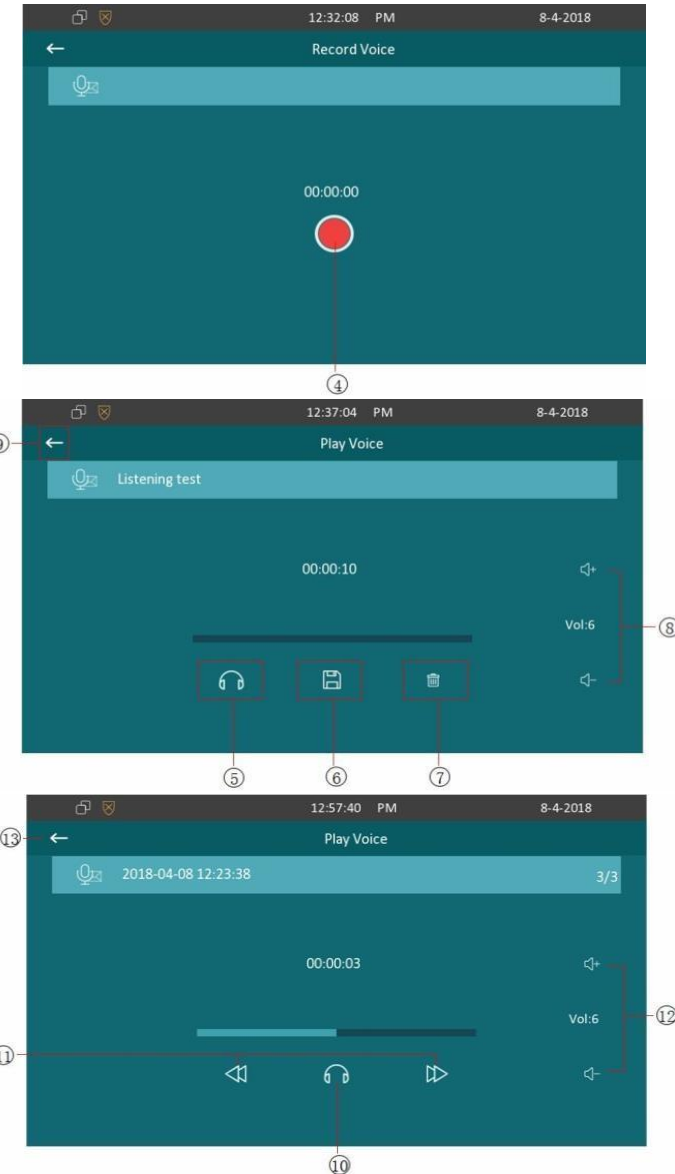 12:32:08 PM 8-4-2018
Record Voice
00:00:00
④
12:37:04 PM 8-4-2018
⑨
Play Voice
Listening test
00:00:10
Vol:6
⑧
⑤ ⑥ ⑦
12:57:40 PM 8-4-2018
⑬
Play Voice
2018-04-08 12:23:38 3/3
00:00:03
Vol:6
⑫
⑪
⑩